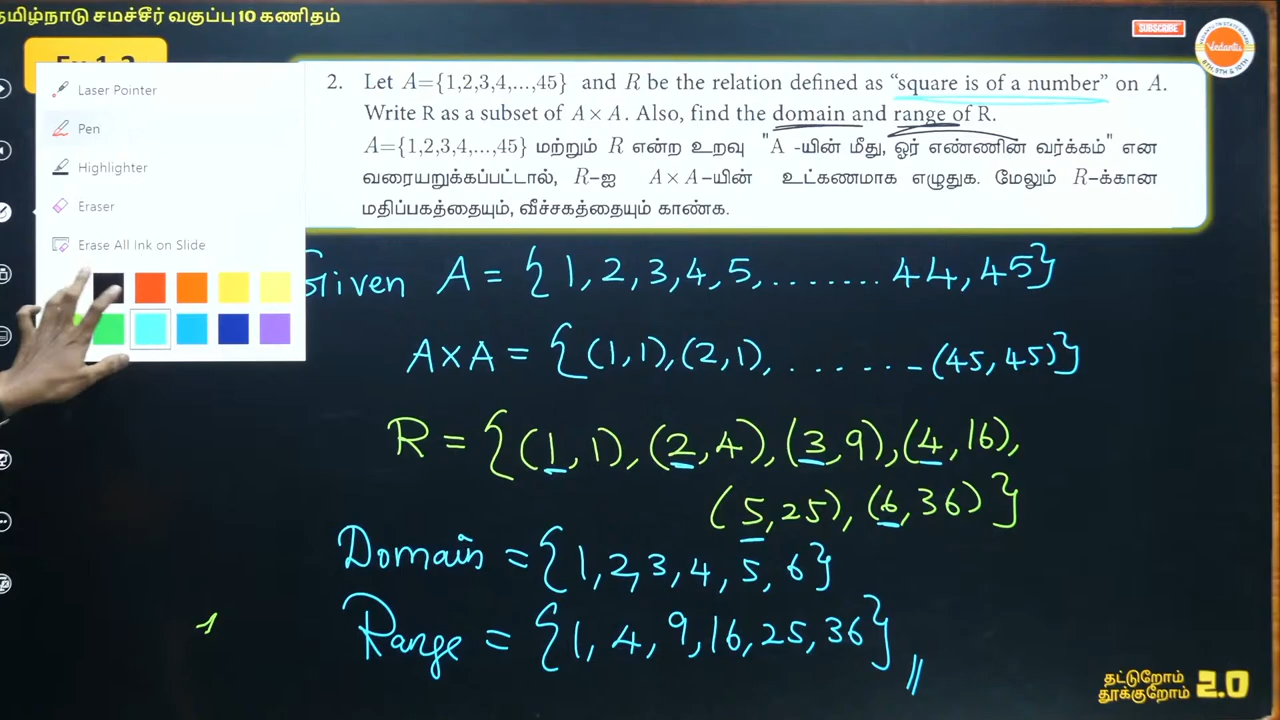 தமிழ்நாடு சமச்சீர் வகுப்பு 10 கணிதம்
SUBSCRIBE
Vedantu
8TH, 9TH & 10TH
Laser Pointer
Pen
Highlighter
Eraser
Erase All Ink on Slide
2. Let A={1,2,3,4,...,45} and R be the relation defined as “square is of a number” on A.
Write R as a subset of A×A. Also, find the domain and range of R.
A={1,2,3,4,...,45} மற்றும் R என்ற உறவு "A -யின் மீது, ஓர் எண்ணின் வர்க்கம்" என
வரையறுக்கப்பட்டால், R-ஐ A×A-யின் உட்கணமாக எழுதுக. மேலும் R-க்கான
மதிப்பகத்தையும், வீச்சகத்தையும் காண்க.
Given A = {1,2,3,4,5,.......44,45}
A×A = {(1,1),(2,1),.......(45,45)}
R = {(1,1),(2,4),(3,9),(4,16),
(5,25),(6,36)}
Domain = {1,2,3,4,5,6}
Range = {1,4,9,16,25,36}
1
தட்டுறோம்
தூக்குறோம் 2.0